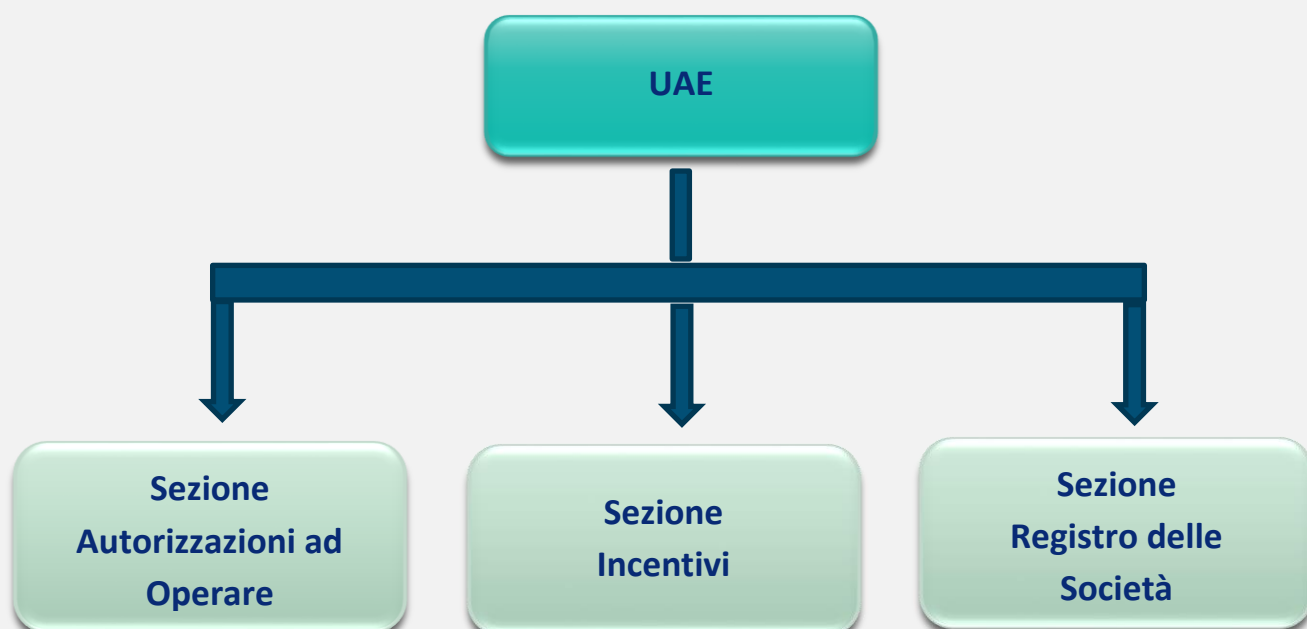 UAE
Sezione
Autorizzazioni ad
Operare
Sezione
Incentivi
Sezione
Registro delle
Società